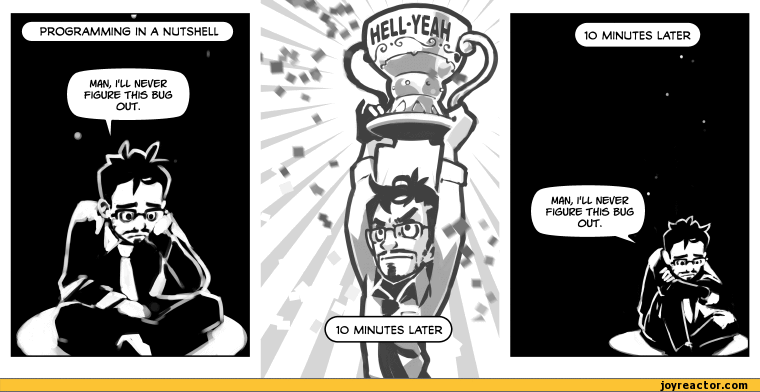 PROGRAMMING IN A NUTSHELL
MAN, I'LL NEVER
FIGURE THIS BUG
OUT.
HELL-YEAH
10 MINUTES LATER
10 MINUTES LATER
MAN, I'LL NEVER
FIGURE THIS BUG
OUT.
joyreactor.com